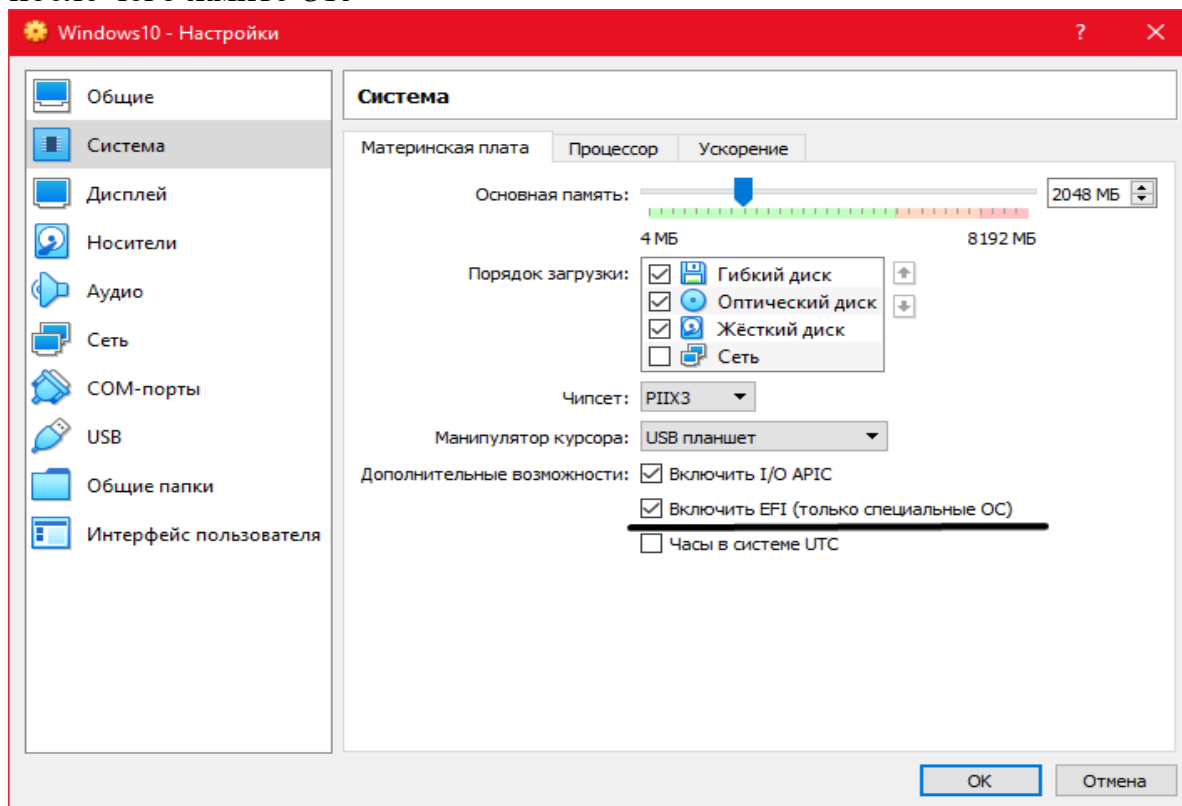 Windows10 - Настройки
?
Общие
Система
Дисплей
Носители
Аудио
Сеть
COM-порты
USB
Общие папки
Интерфейс пользователя
Система
Материнская плата Процессор Ускорение
Основная память: 2048 МБ
4 МБ 8192 МБ
Порядок загрузки: Гибкий диск
Оптический диск
Жёсткий диск
Сеть
Чипсет: PIIX3
Манипулятор курсора: USB планшет
Дополнительные возможности: Включить I/O APIC
Включить EFI (только специальные ОС)
Часы в системе UTC
OK Отмена